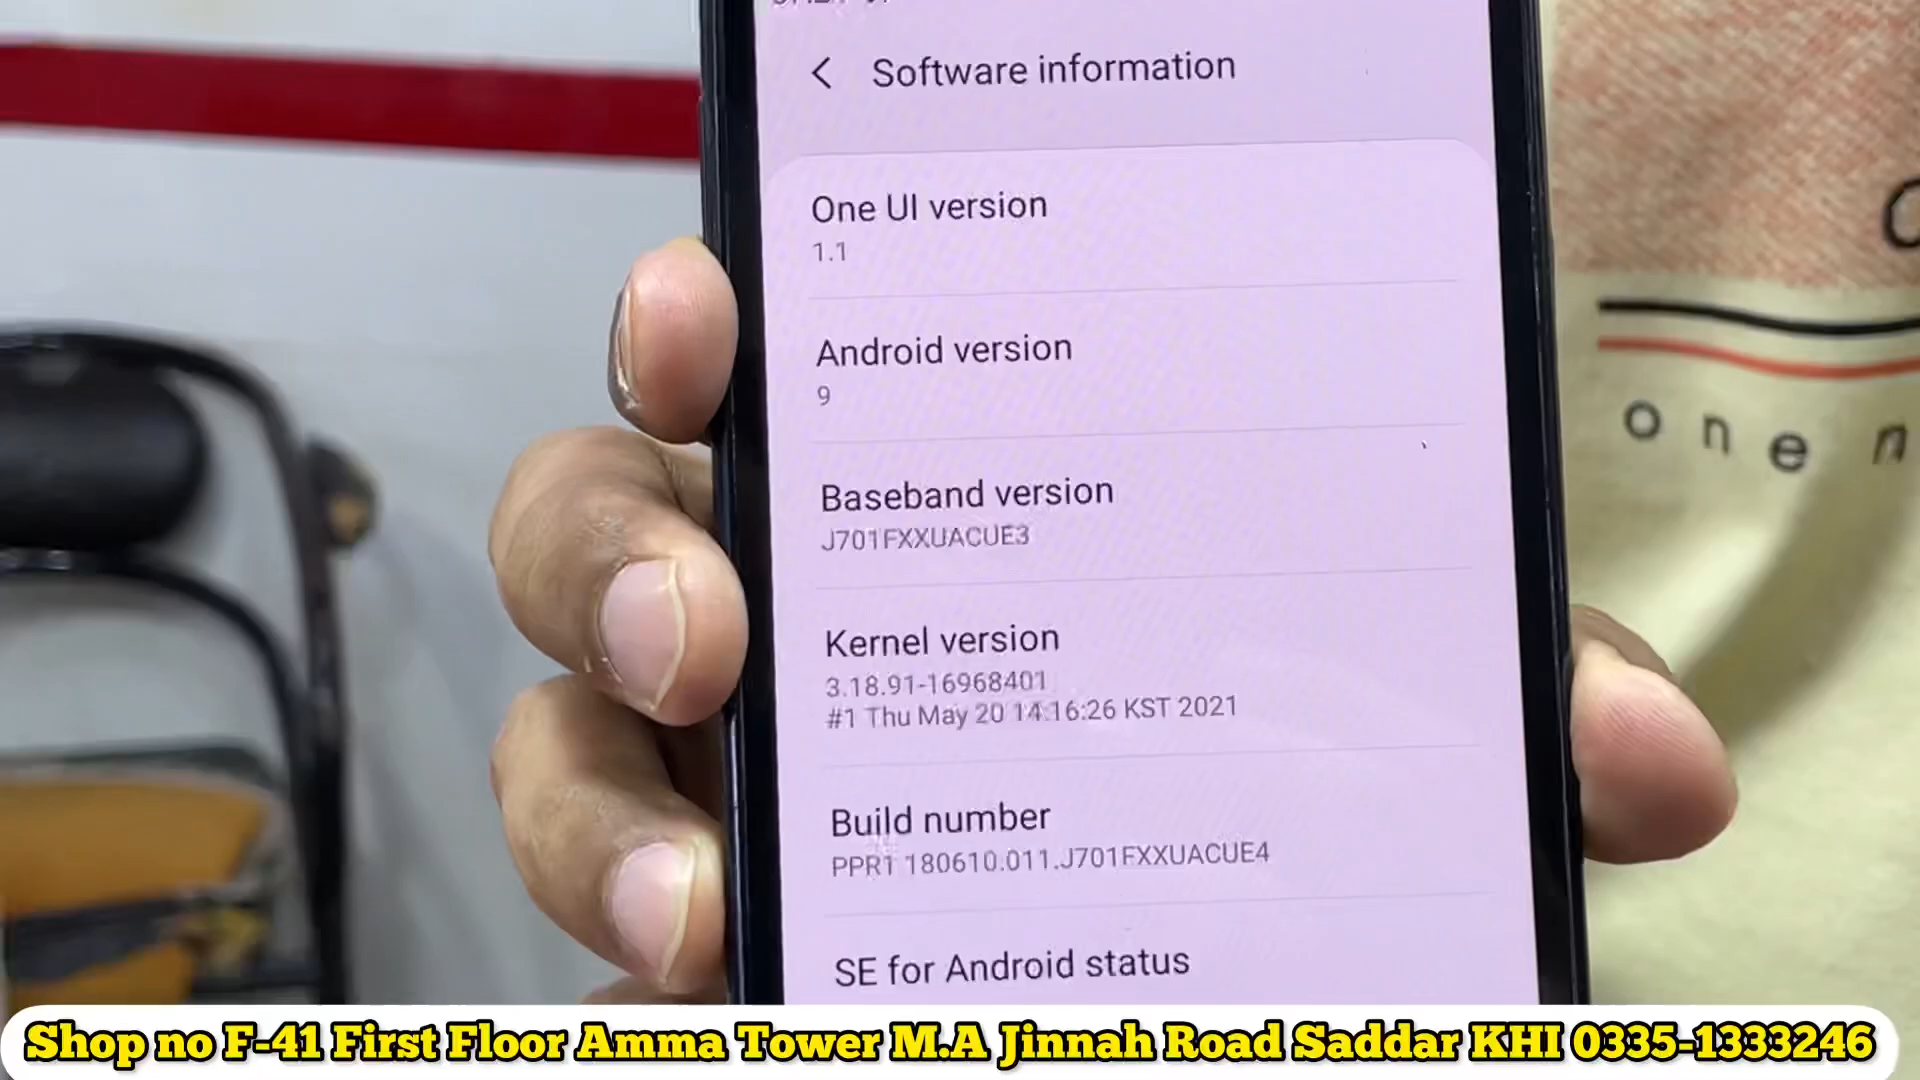 Software information
One UI version
1.1
Android version
9
Baseband version
J701FXXUACUE3
Kernel version
3.18.91-16968401
#1 Thu May 20 14:16:26 KST 2021
Build number
PPR1 180610.011.J701FXXUACUE4
SE for Android status
one n
Shop no F-41 First Floor Amma Tower M.A Jinnah Road Saddar KHI 0335-1333246